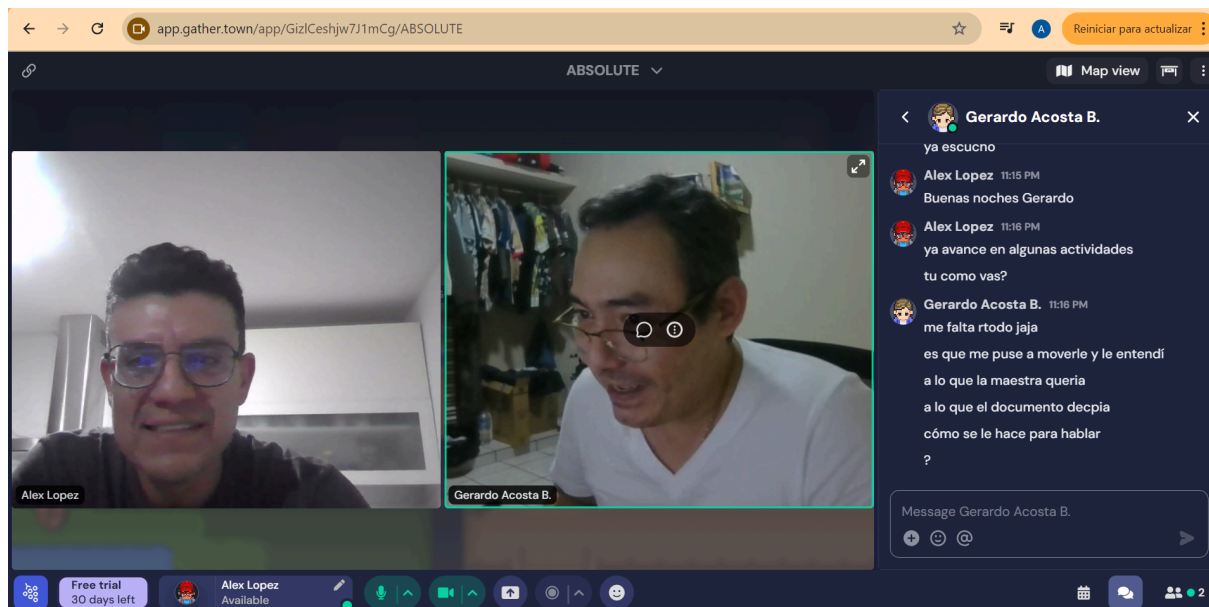 app.gather.town/app/GizlCeshjw7J1mCg/ABSOLUTE
A
Reiniciar para actualizar
ABSOLUTE
Map view
Gerardo Acosta B.
ya escucho
Alex Lopez 11:15 PM
Buenas noches Gerardo
Alex Lopez 11:16 PM
ya avance en algunas actividades
tu como vas?
Gerardo Acosta B. 11:16 PM
me falta rtodo jaja
es que me puse a moverle y le entendí
a lo que la maestra queria
a lo que el documento decpia
cómo se le hace para hablar
?
Alex Lopez
Gerardo Acosta B.
Message Gerardo Acosta B.
Free trial
30 days left
Alex Lopez
Available
2